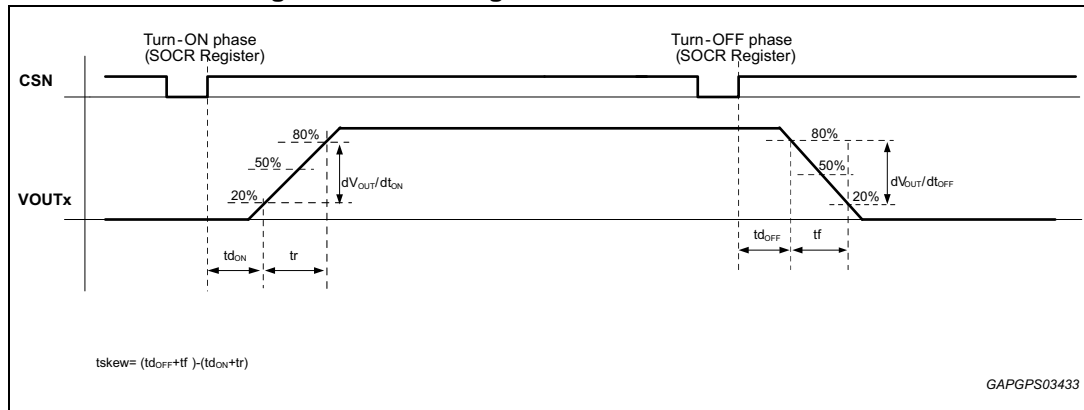 Turn-ON phase
(SOCR Register)
Turn-OFF phase
(SOCR Register)
CSN
80%
80%
50%
50%
dVOUT/dtON
dVOUT/dtOFF
20%
20%
VOUTx
tdON
tr
tdOFF
tf
tskew= (tdOFF+tf )-(tdON+tr)
GAPGPS03433